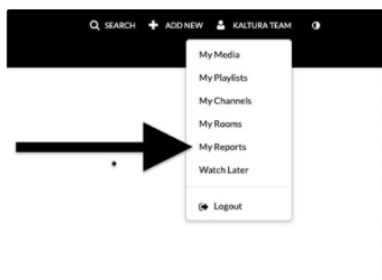 SEARCH ADD NEW KALTURA TEAM
My Media
My Playlists
My Channels
My Rooms
My Reports
Watch Later
Logout